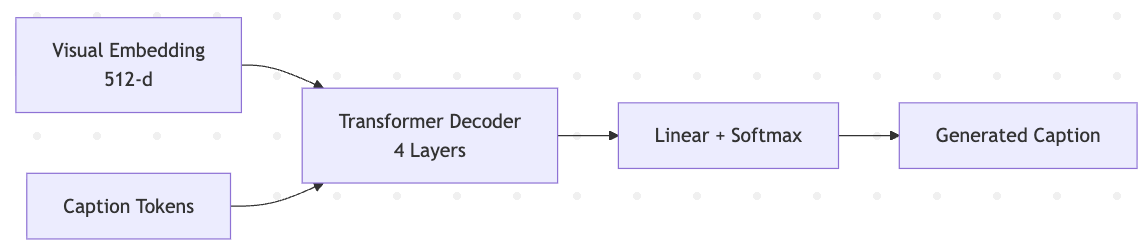 Visual Embedding
512-d
Caption Tokens
Transformer Decoder
4 Layers
Linear + Softmax
Generated Caption